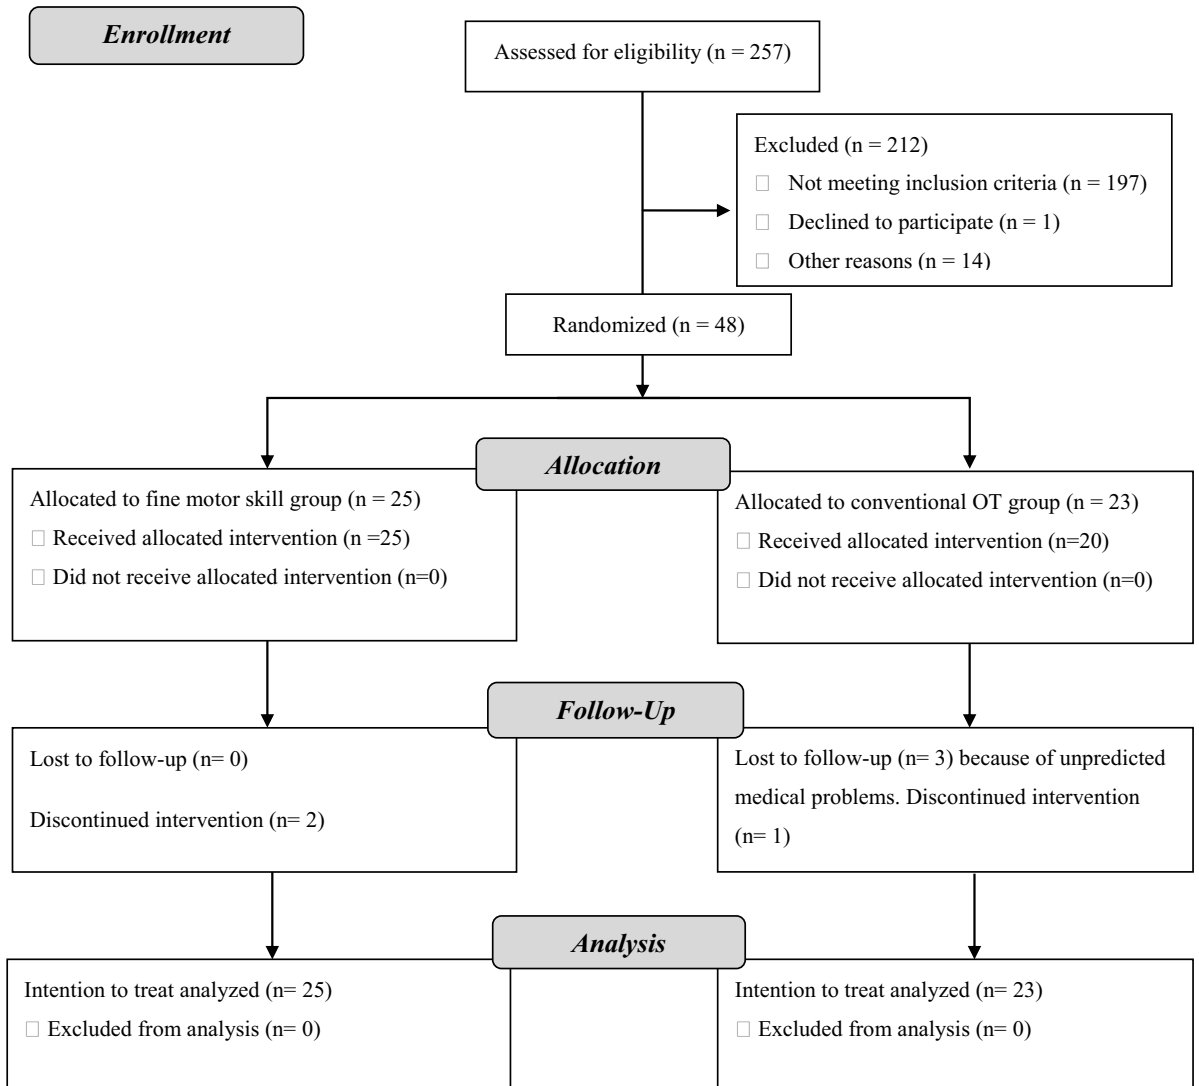 Enrollment
Assessed for eligibility (n = 257)
Excluded (n = 212)
Not meeting inclusion criteria (n = 197)
Declined to participate (n = 1)
Other reasons (n = 14)
Randomized (n = 48)
Allocation
Allocated to fine motor skill group (n = 25)
Received allocated intervention (n =25)
Did not receive allocated intervention (n=0)
Allocated to conventional OT group (n = 23)
Received allocated intervention (n=20)
Did not receive allocated intervention (n=0)
Follow-Up
Lost to follow-up (n= 0)
Discontinued intervention (n= 2)
Lost to follow-up (n= 3) because of unpredicted
medical problems. Discontinued intervention
(n= 1)
Analysis
Intention to treat analyzed (n= 25)
Excluded from analysis (n= 0)
Intention to treat analyzed (n= 23)
Excluded from analysis (n= 0)